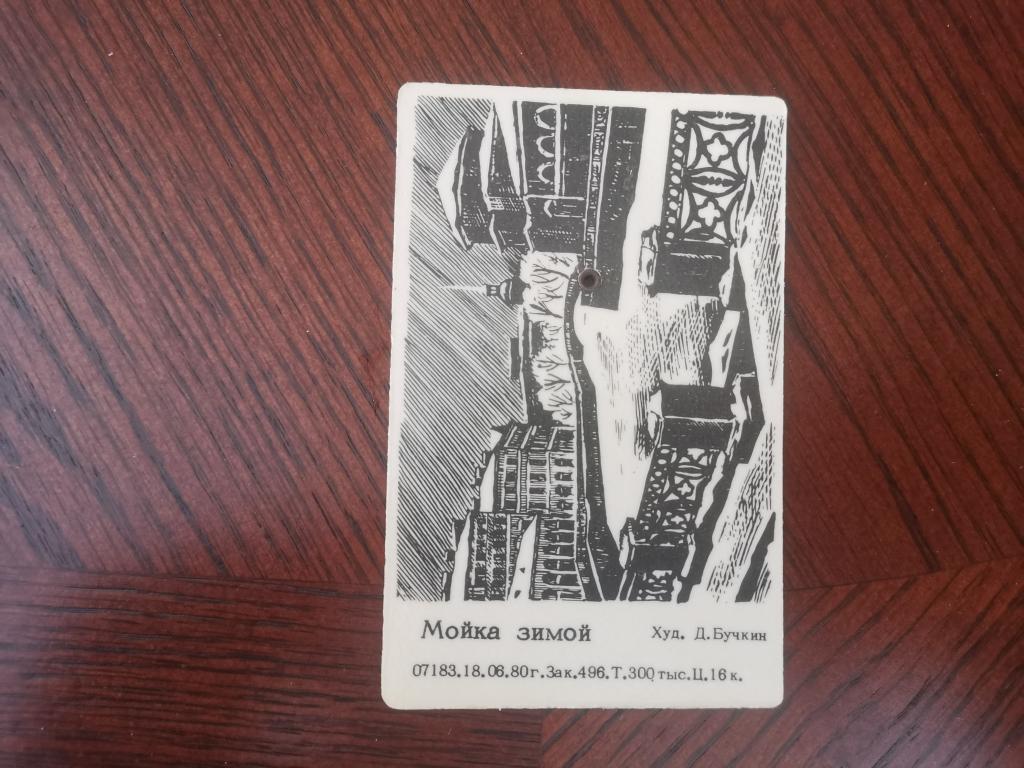 Мойка зимой Худ. Д.Бучкин
07183.18.06.80г.Зак.496.Т.300тыс.Ц.16к.